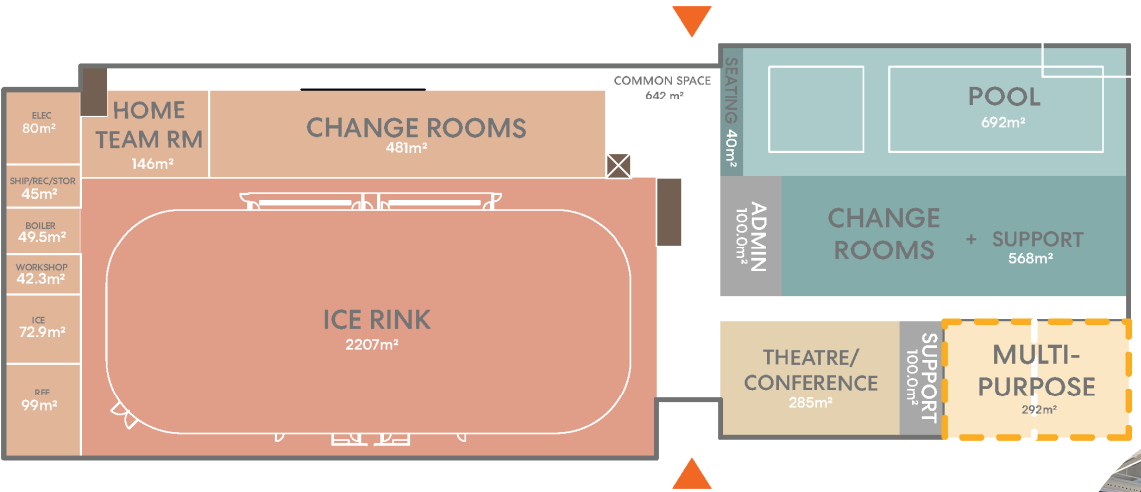 ELEC
80m²
SHIP/REC/STOR
45m²
BOILER
49.5m²
WORKSHOP
42.3m²
ICE
72.9m²
REF
99m²
HOME
TEAM RM
146m²
CHANGE ROOMS
481m²
ICE RINK
2207m²
COMMON SPACE
642 m²
SEATING 40m²
POOL
692m²
ADMIN
100.0m²
CHANGE
ROOMS
+ SUPPORT
568m²
THEATRE/
CONFERENCE
285m²
SUPPORT
100.0m²
MULTI-
PURPOSE
292m²